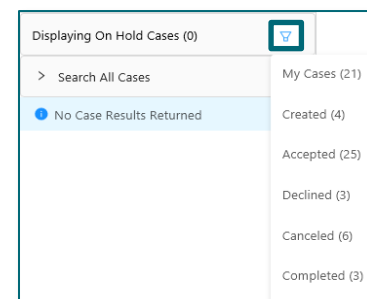 Displaying On Hold Cases (0)
Search All Cases
No Case Results Returned
My Cases (21)
Created (4)
Accepted (25)
Declined (3)
Canceled (6)
Completed (3)